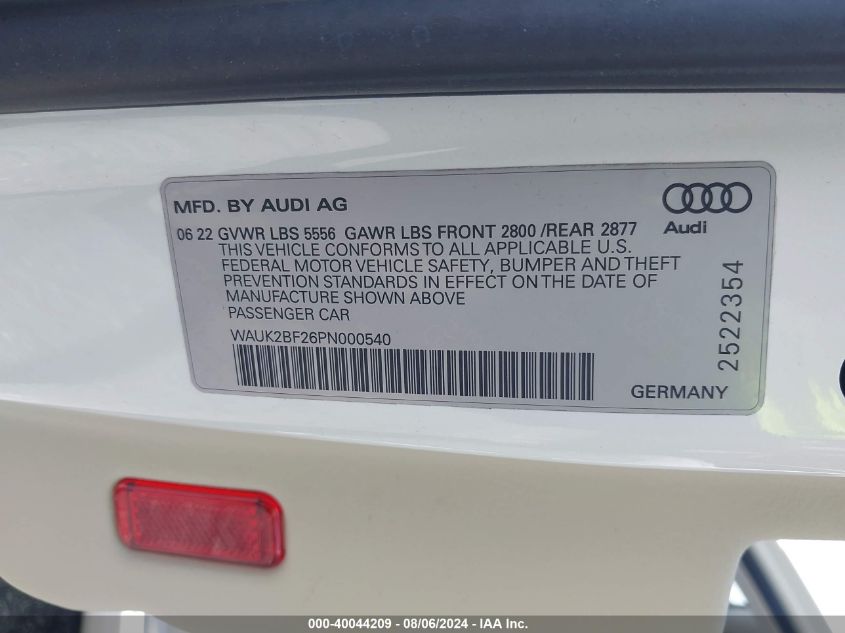 MFD. BY AUDI AG
Audi
06 22 GVWR LBS 5556 GAWR LBS FRONT 2800 /REAR 2877
THIS VEHICLE CONFORMS TO ALL APPLICABLE U.S.
FEDERAL MOTOR VEHICLE SAFETY, BUMPER AND THEFT
PREVENTION STANDARDS IN EFFECT ON THE DATE OF
MANUFACTURE SHOWN ABOVE
PASSENGER CAR
WAUK2BF26PN000540
2522354
GERMANY
000-40044209 - 08/06/2024 - IAA Inc.